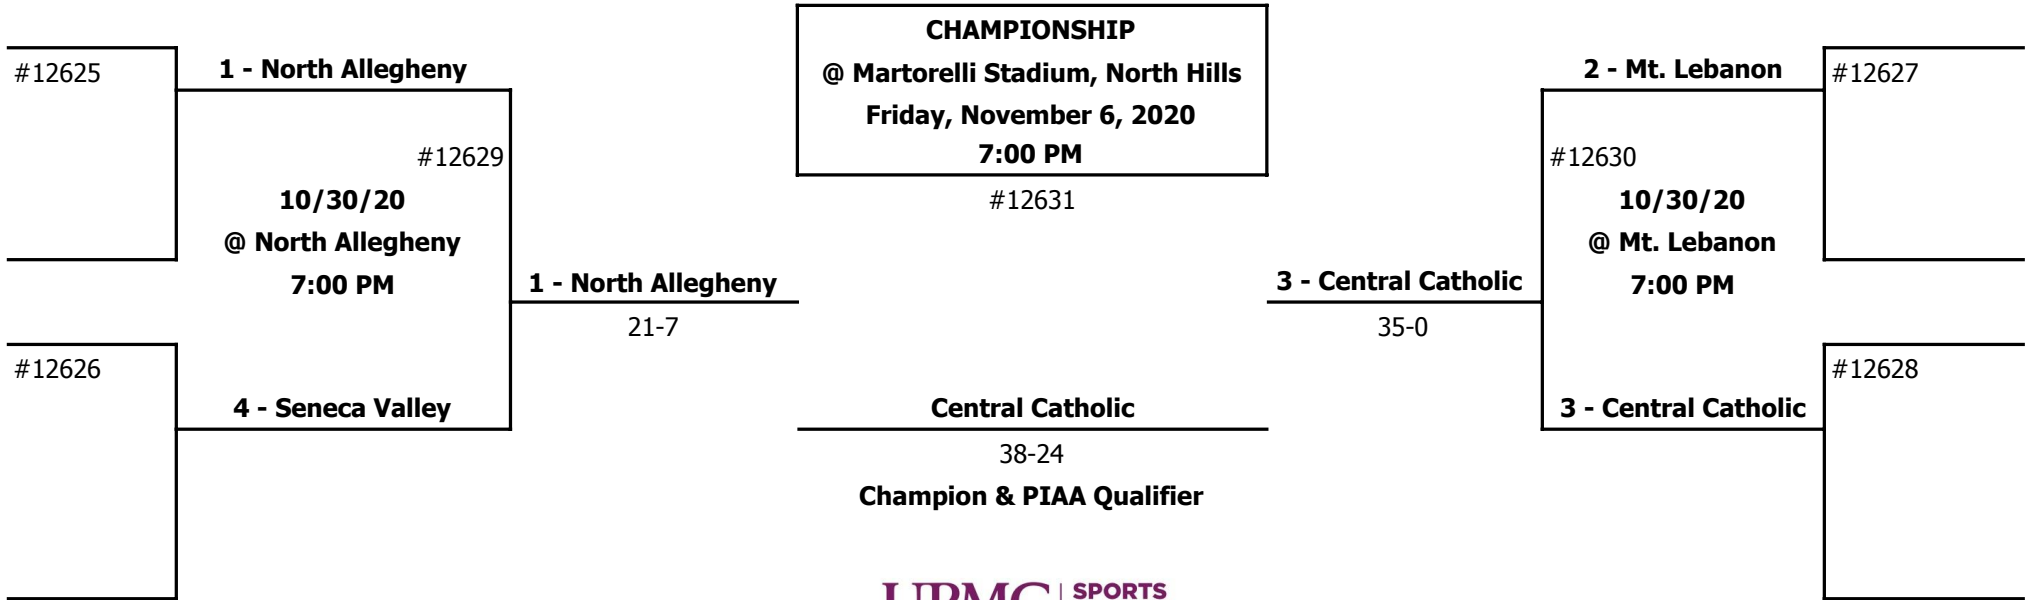 #12625
1 - North Allegheny
#12629
10/30/20
@ North Allegheny
7:00 PM
1 - North Allegheny
21-7
#12626
4 - Seneca Valley
CHAMPIONSHIP
@ Martorelli Stadium, North Hills
Friday, November 6, 2020
7:00 PM
#12631
Central Catholic
38-24
Champion & PIAA Qualifier
2 - Mt. Lebanon
#12627
#12630
10/30/20
@ Mt. Lebanon
7:00 PM
3 - Central Catholic
35-0
#12628
3 - Central Catholic
UPMC | SPORTS